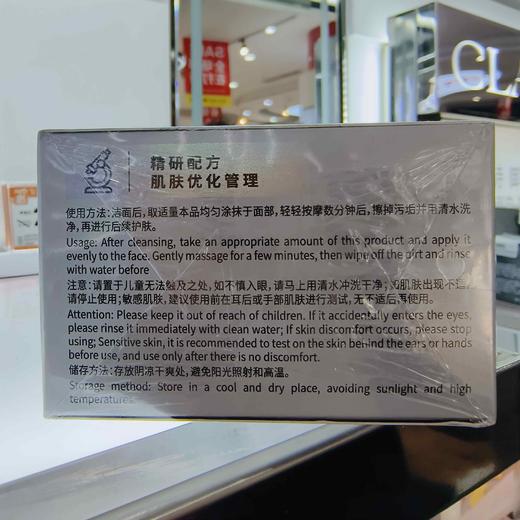 SAL
CLA
精研配方
肌肤优化管理
使用方法:洁面后,取适量本品均匀涂抹于面部,轻轻按摩数分钟后,擦掉污垢并用清水洗
净,再进行后续护肤。
Usage: After cleansing, take an appropriate amount of this product and apply it
evenly to the face. Gently massage for a few minutes, then wipe off the dirt and rinse
with water before
注意:请置于儿童无法触及之处,如不慎入眼,请马上用清水冲洗干净;如肌肤出现不适,
请停止使用;敏感肌肤,建议使用前在耳后或手部肌肤进行测试,无不适后再使用。
Attention: Please keep it out of reach of children. If it accidentally enters the eyes,
please rinse it immediately with clean water; If skin discomfort occurs, please stop
using; Sensitive skin, it is recommended to test on the skin behind the ears or hands
before use, and use only after there is no discomfort.
储存方法:存放阴凉干爽处,避免阳光照射和高温。
Storage method: Store in a cool and dry place, avoiding sunlight and high
temperatures.